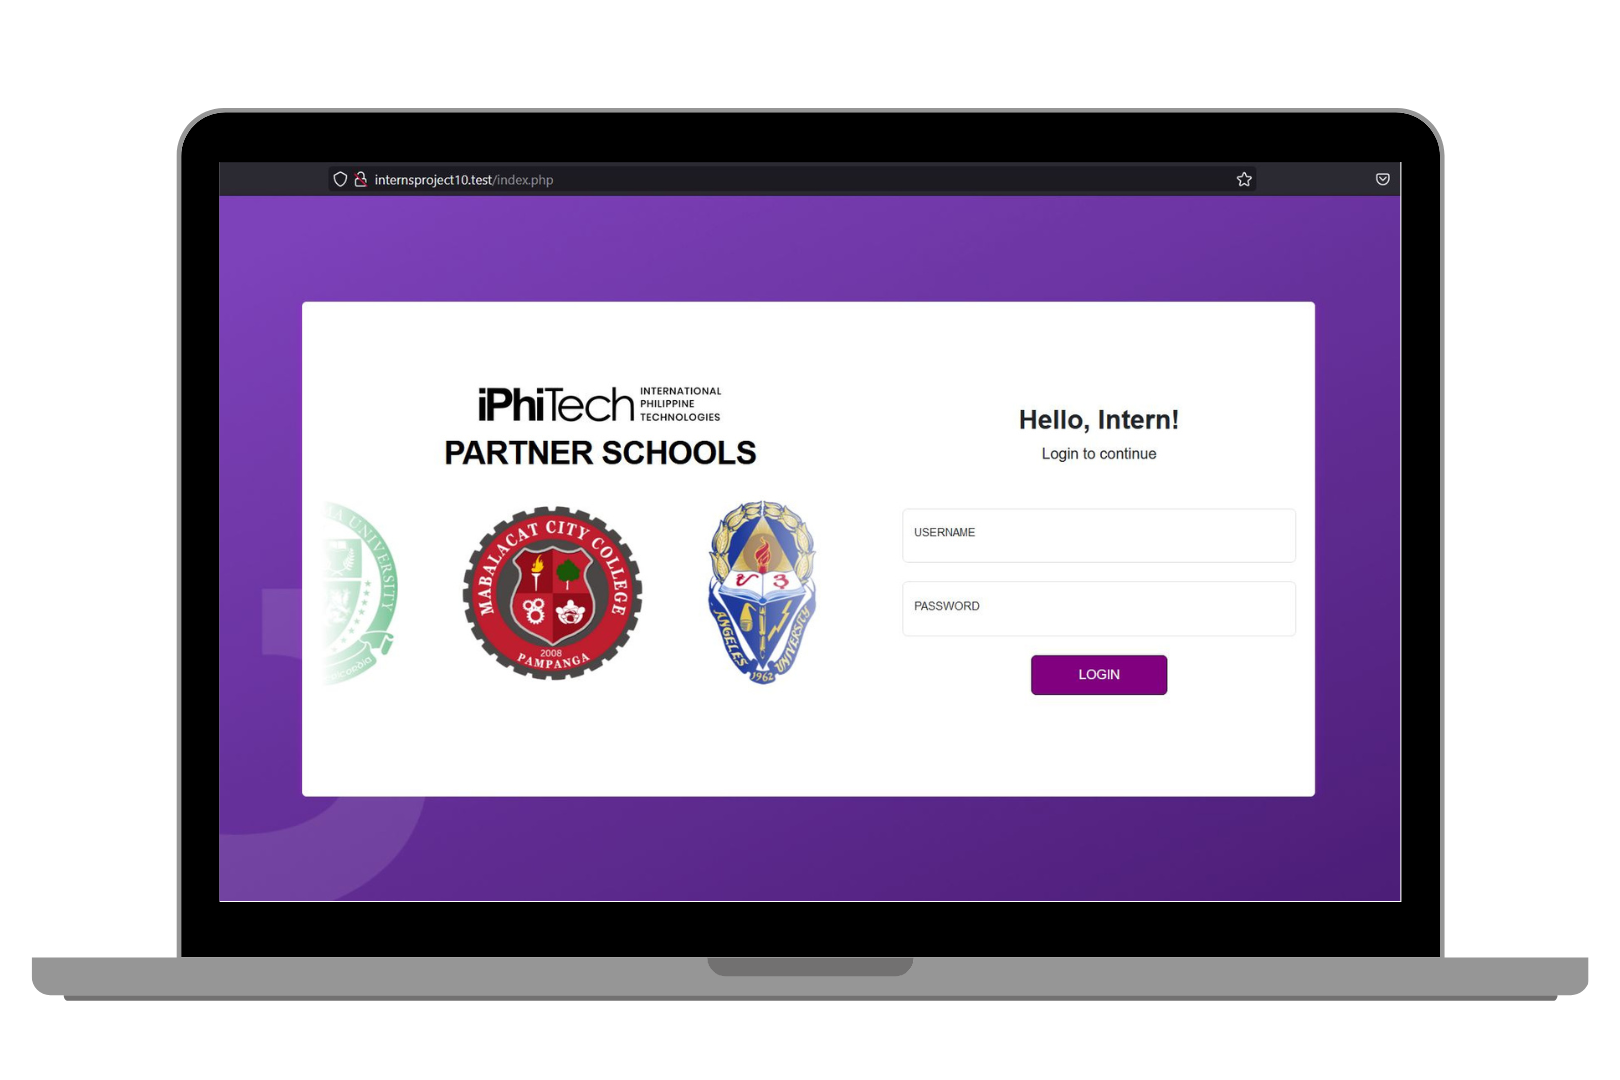 internsproject10.test/index.php
iPhiTech INTERNATIONAL
PHILIPPINE
TECHNOLOGIES
PARTNER SCHOOLS
UNIVERSITY
MABALACAT CITY COLLEGE
2008
PAMPANGA
ANGELES UNIVERSITY
1962
Hello, Intern!
Login to continue
USERNAME
PASSWORD
LOGIN